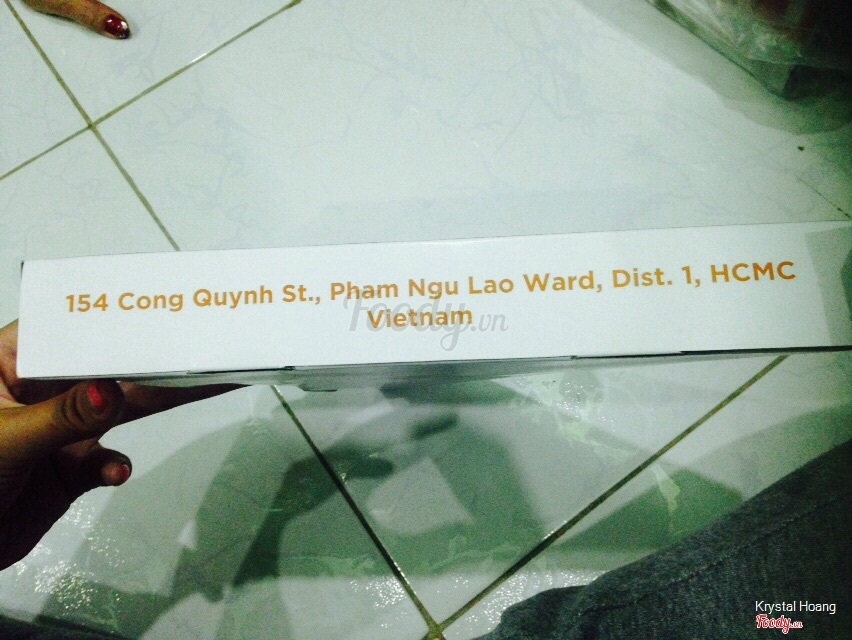 154 Cong Quynh St., Pham Ngu Lao Ward, Dist. 1, HCMC
Vietnam
Foody.vn
Krystal Hoang
Foody.vn